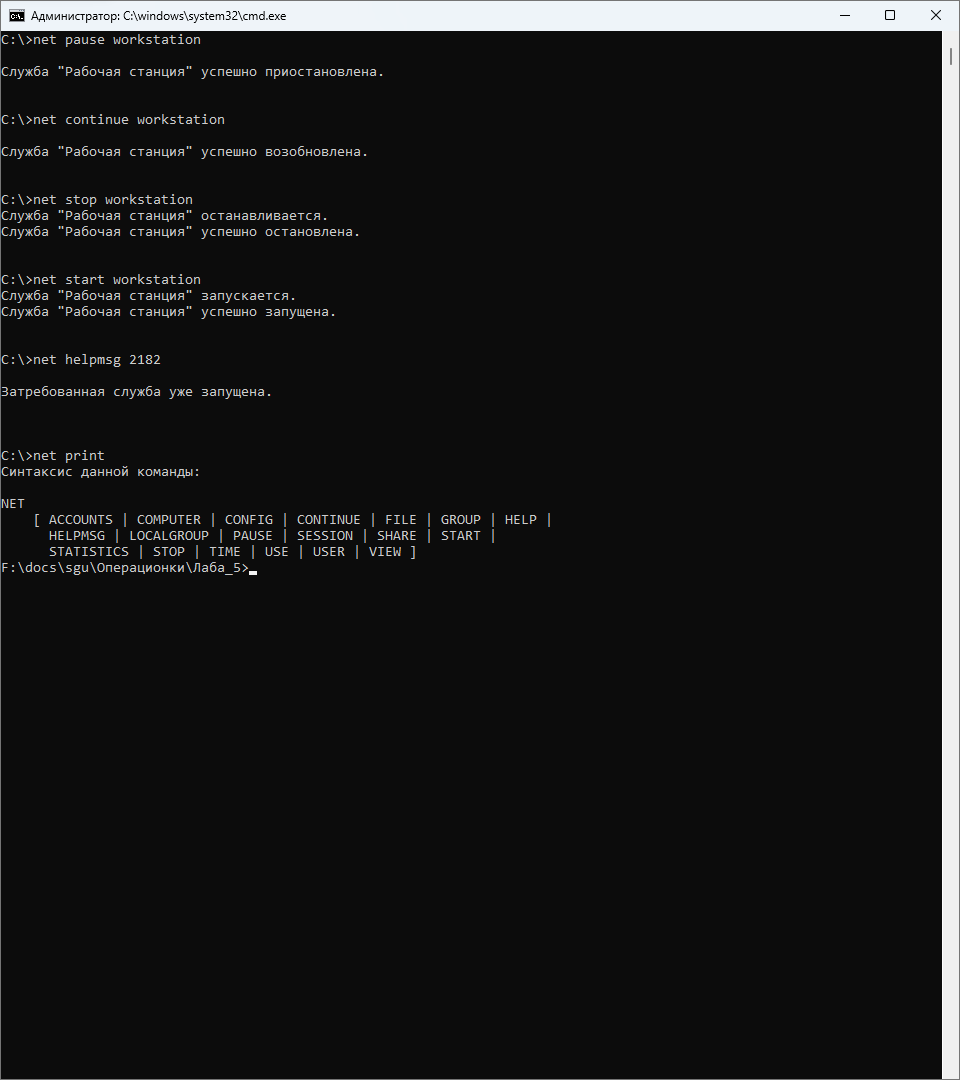 Администратор: C:\windows\system32\cmd.exe
C:\>net pause workstation
Служба "Рабочая станция" успешно приостановлена.
C:\>net continue workstation
Служба "Рабочая станция" успешно возобновлена.
C:\>net stop workstation
Служба "Рабочая станция" останавливается.
Служба "Рабочая станция" успешно остановлена.
C:\>net start workstation
Служба "Рабочая станция" запускается.
Служба "Рабочая станция" успешно запущена.
C:\>net helpmsg 2182
Затребованная служба уже запущена.
C:\>net print
Синтаксис данной команды:
NET
[ ACCOUNTS | COMPUTER | CONFIG | CONTINUE | FILE | GROUP | HELP |
HELPMSG | LOCALGROUP | PAUSE | SESSION | SHARE | START |
STATISTICS | STOP | TIME | USE | USER | VIEW ]
F:\docs\sgu\Операционки\Лаба_5>